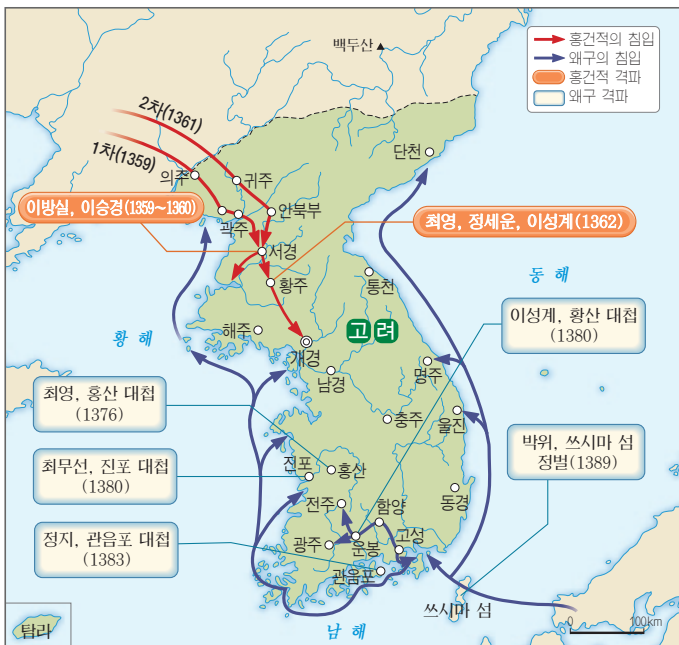 백두산
홍건적의 침입
왜구의 침입
홍건적 격파
왜구 격파
2차(1361)
1차(1359)
단천
의주
귀주
이방실, 이승경(1359~1360)
안북부
곽주
최영, 정세운, 이성계(1362)
서경
동해
통천
황주
이성계, 황산 대첩
(1380)
황해
해주
고려
개경
남경
명주
최영, 홍산 대첩
(1376)
충주
울진
박위, 쓰시마 섬
정벌(1389)
최무선, 진포 대첩
(1380)
진포
홍산
동경
전주
함양
정지, 관음포 대첩
(1383)
광주
운봉
고성
관음포
쓰시마 섬
탐라
남해
0 100km